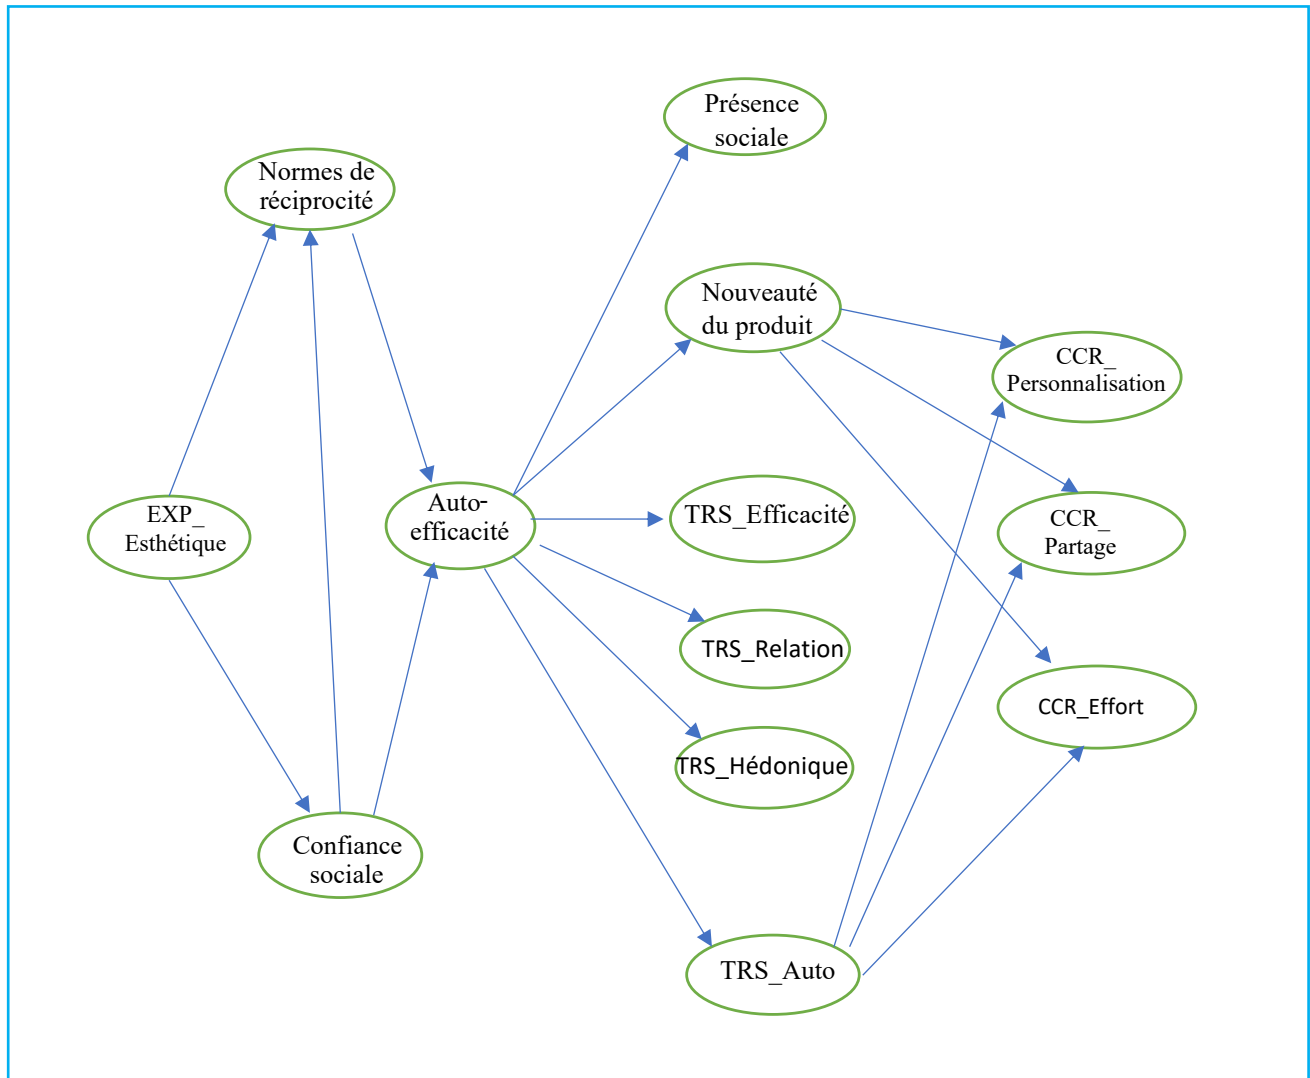 Présence
sociale
Normes de
réciprocité
Nouveauté
du produit
CCR_
Personnalisation
EXP_
Esthétique
Auto-
efficacité
TRS_Efficacité
CCR_
Partage
TRS_Relation
CCR_Effort
TRS_Hédonique
Confiance
sociale
TRS_Auto